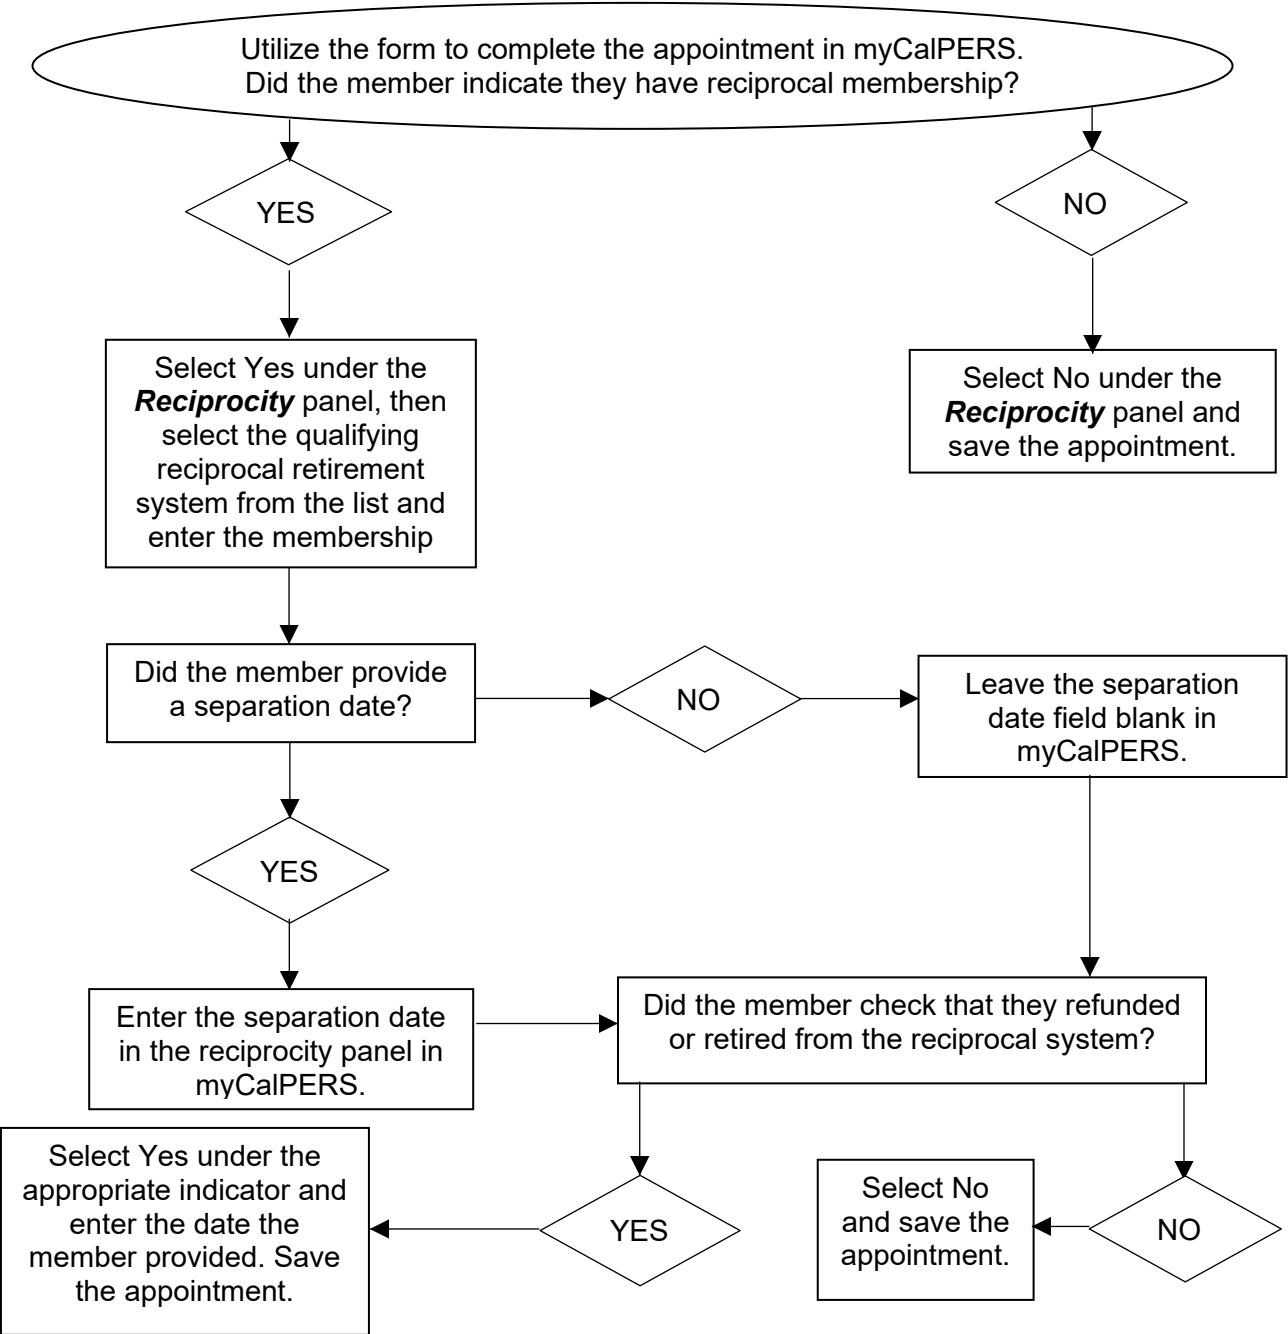 Utilize the form to complete the appointment in myCalPERS.
Did the member indicate they have reciprocal membership?
YES
NO
Select Yes under the
Reciprocity panel, then
select the qualifying
reciprocal retirement
system from the list and
enter the membership
Select No under the
Reciprocity panel and
save the appointment.
Did the member provide
a separation date?
NO
Leave the separation
date field blank in
myCalPERS.
YES
Enter the separation date
in the reciprocity panel in
myCalPERS.
Did the member check that they refunded
or retired from the reciprocal system?
Select Yes under the
appropriate indicator and
enter the date the
member provided. Save
the appointment.
YES
Select No
and save the
appointment.
NO